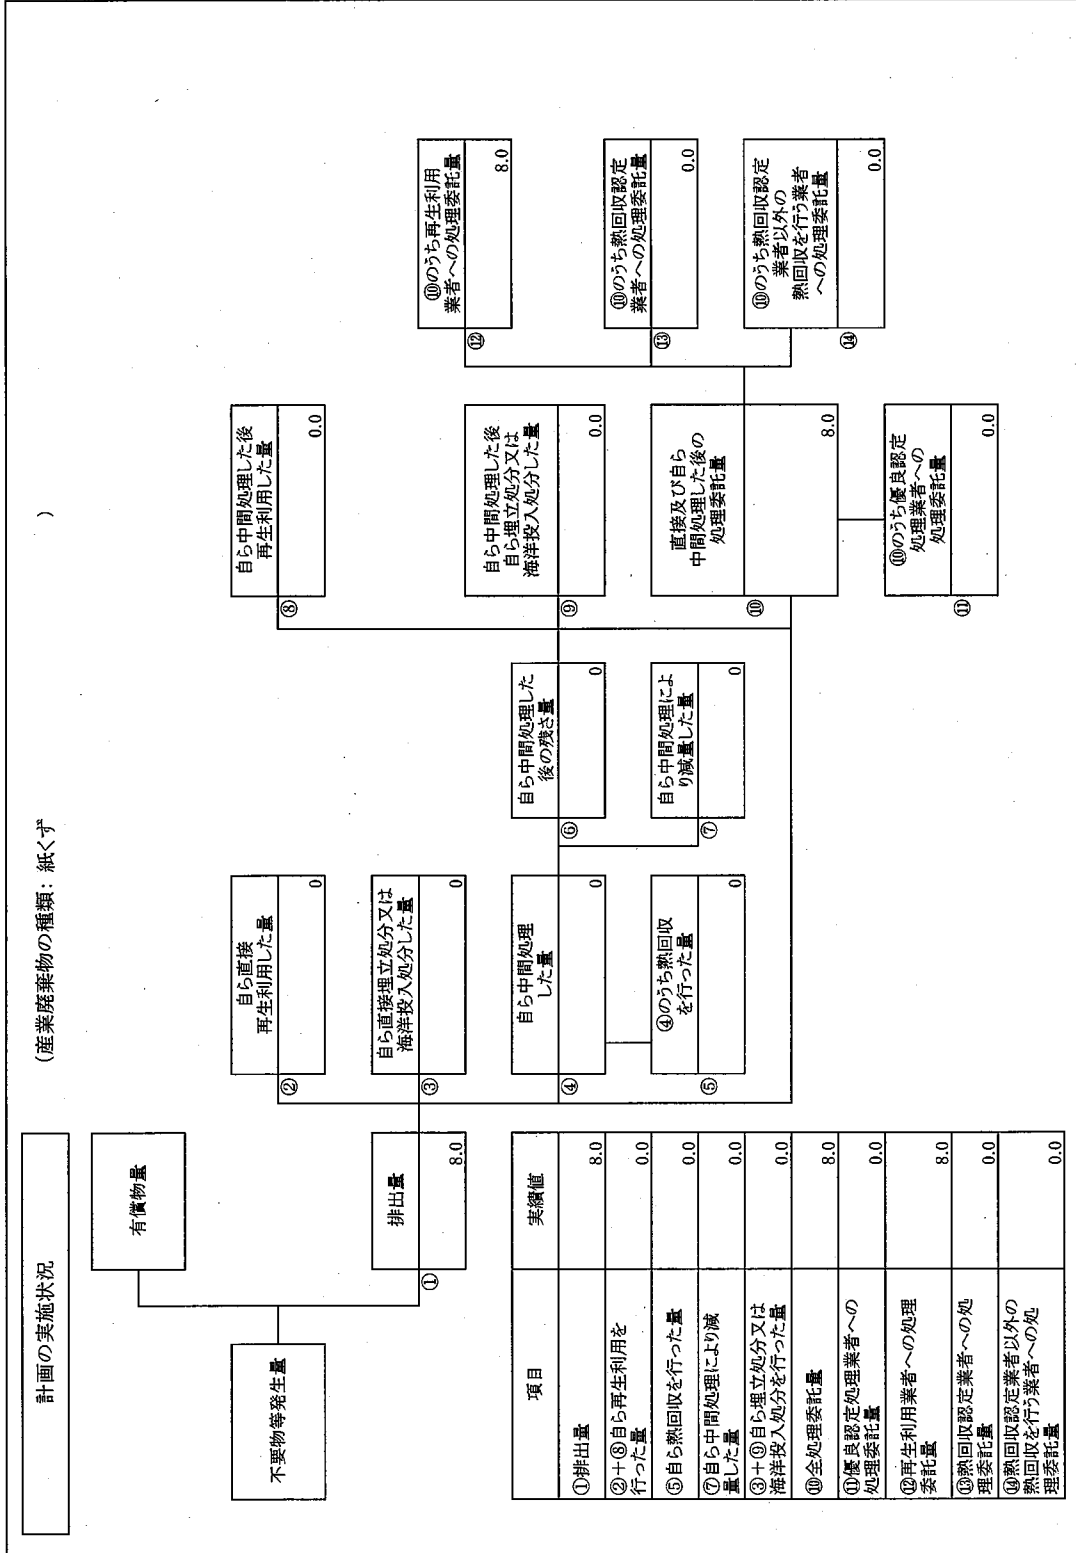 計画の実施状況
(産業廃棄物の種類: 紙くず )
不要物等発生量
有償物量
排出量
①
8.0
自ら直接
再生利用した量
②
0
自ら直接埋立処分又は
海洋投入処分した量
③
0
自ら中間処理
した量
④
0
④のうち熱回収
を行った量
⑤
0
自ら中間処理した
後の残さ量
⑥
0
自ら中間処理によ
り減量した量
⑦
0
自ら中間処理した後
再生利用した量
⑧
0.0
自ら中間処理した後
自ら埋立処分又は
海洋投入処分した量
⑨
0.0
直接及び自ら
中間処理した後の
処理委託量
⑩
8.0
⑩のうち優良認定
処理業者への
処理委託量
⑪
0.0
⑩のうち再生利用
業者への処理委託量
⑫
8.0
⑩のうち熱回収認定
業者への処理委託量
⑬
0.0
⑩のうち熱回収認定
業者以外の
熱回収を行う業者
への処理委託量
⑭
0.0
項目 実績値
①排出量 8.0
②+⑧自ら再生利用を
行った量 0.0
⑤自ら熱回収を行った量 0.0
⑦自ら中間処理により減
量した量 0.0
③+⑨自ら埋立処分又は
海洋投入処分を行った量 0.0
⑩全処理委託量 8.0
⑪優良認定処理業者への
処理委託量 0.0
⑫再生利用業者への処理
委託量 8.0
⑬熱回収認定業者への処
理委託量 0.0
⑭熱回収認定業者以外の
熱回収を行う業者への処
理委託量 0.0